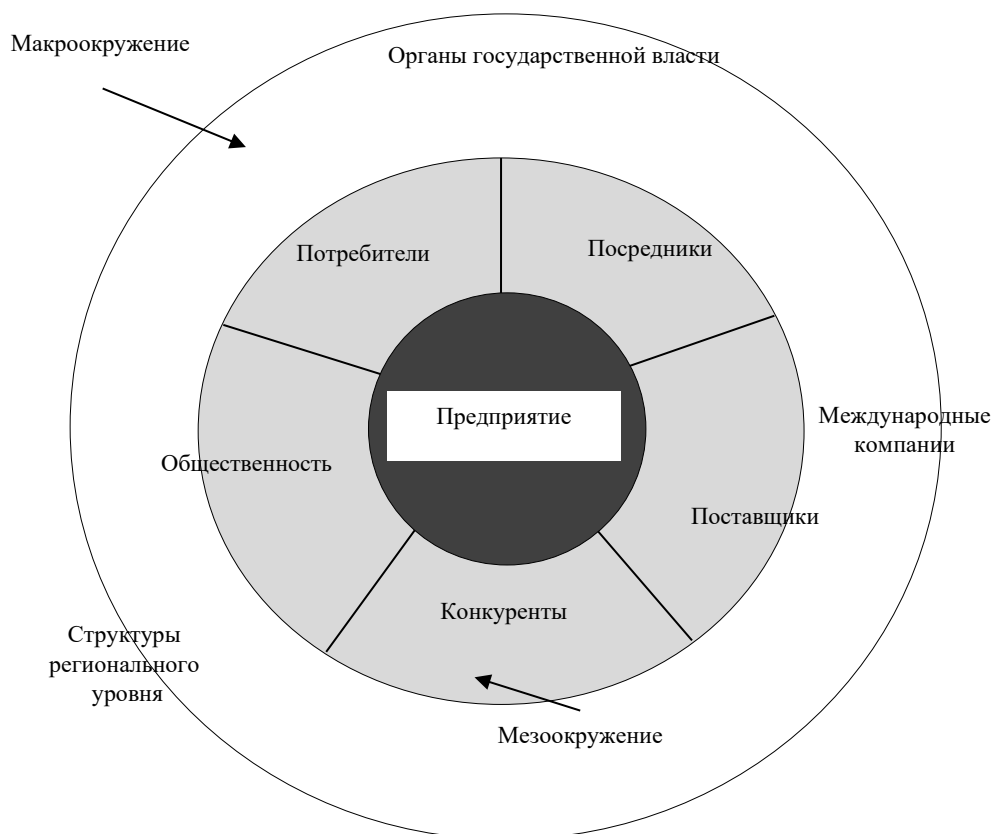 Макроокружение
Органы государственной власти
Потребители
Посредники
Предприятие
Международные
компании
Общественность
Поставщики
Конкуренты
Структуры
регионального
уровня
Мезоокружение